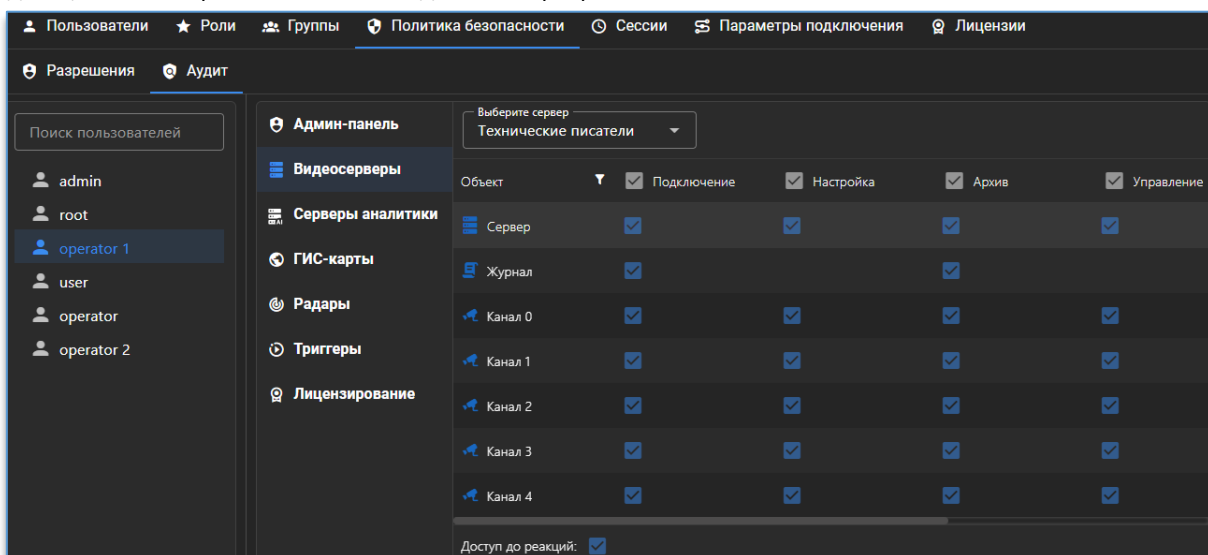 Пользователи Роли Группы Политика безопасности Сессии Параметры подключения Лицензии
Разрешения Аудит
Поиск пользователей
admin
root
operator 1
user
operator
operator 2
Админ-панель
Видеосерверы
Серверы аналитики
ГИС-карты
Радары
Триггеры
Лицензирование
Выберите сервер
Технические писатели
Объект Подключение Настройка Архив Управление
Сервер
Журнал
Канал 0
Канал 1
Канал 2
Канал 3
Канал 4
Доступ до реакций: